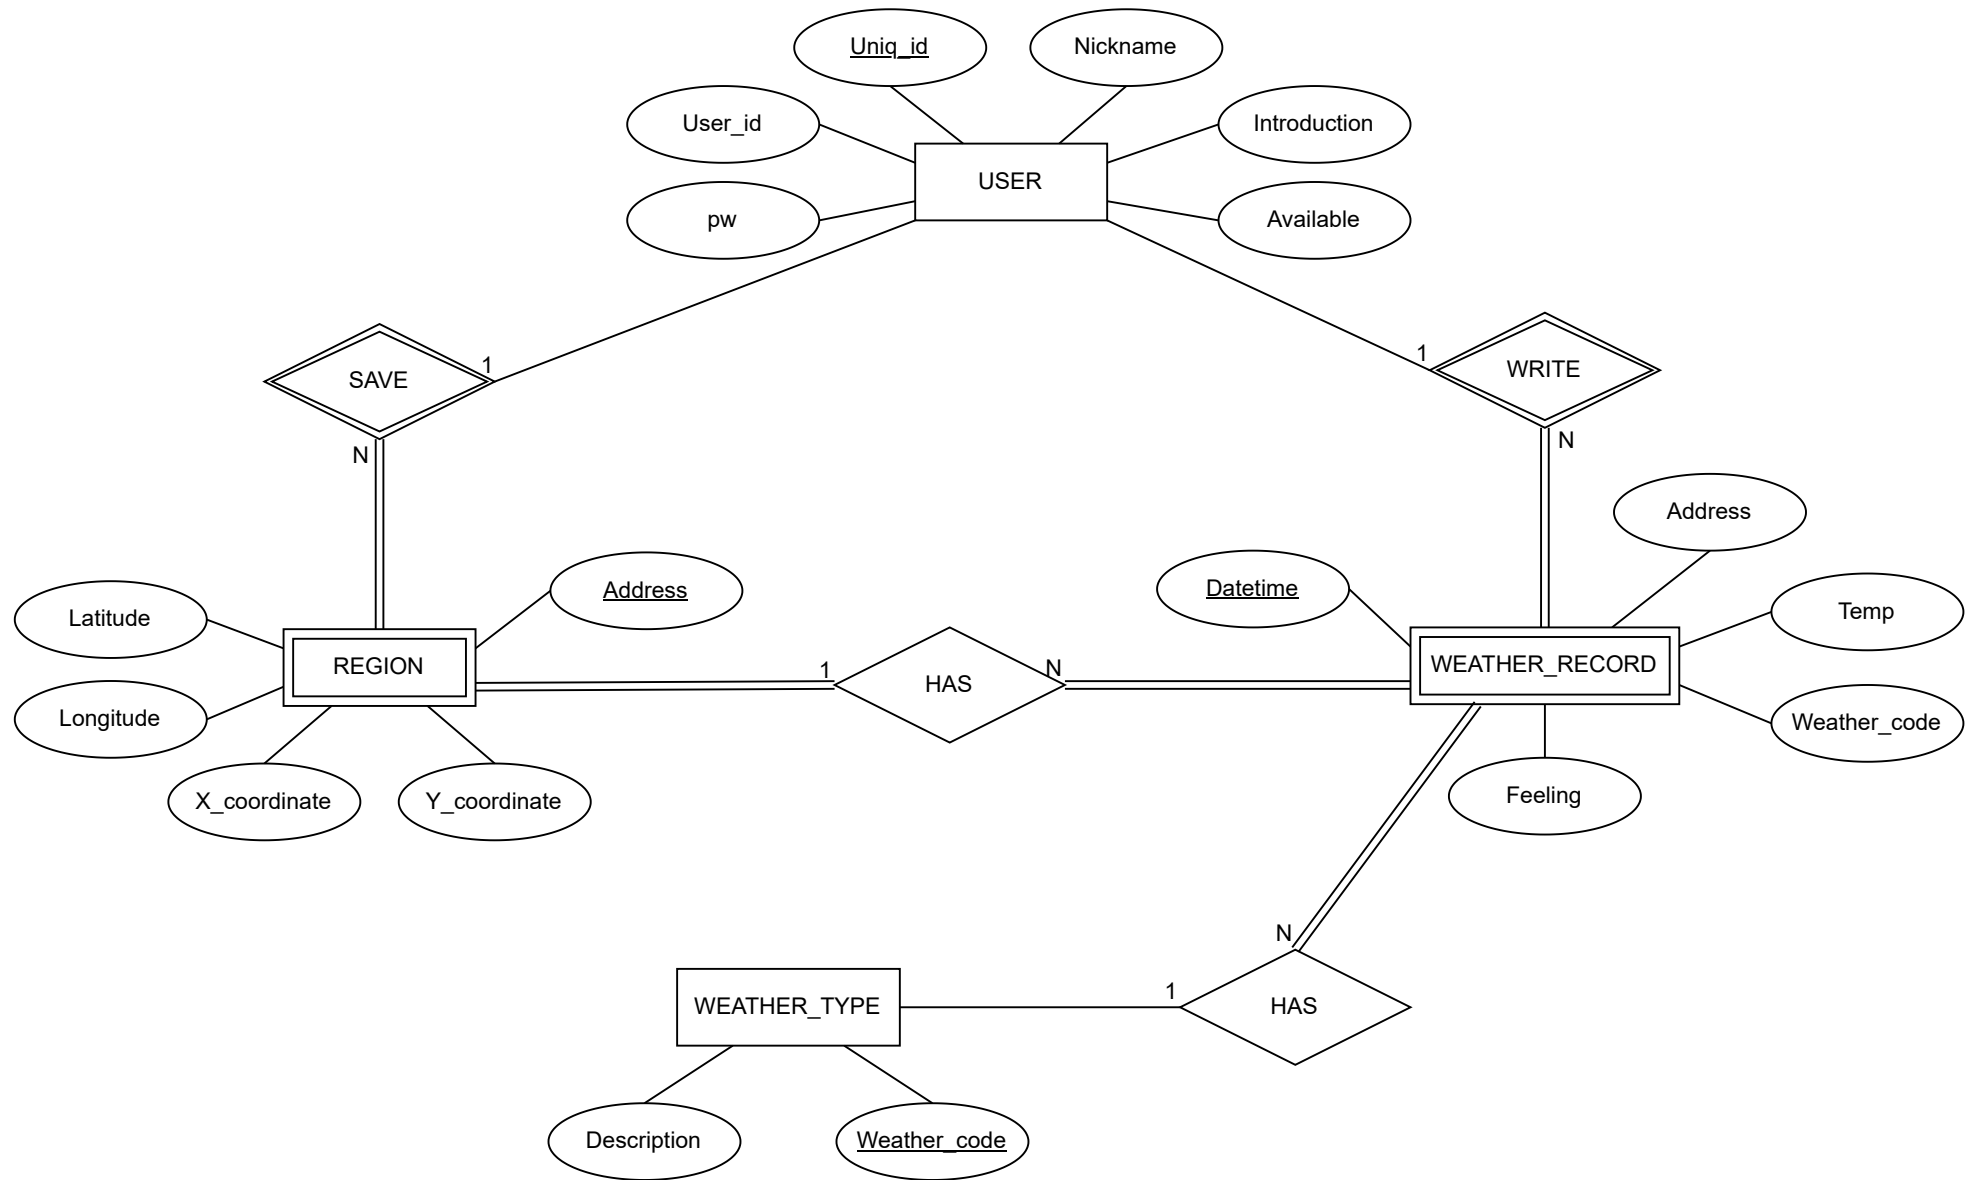 Uniq_id
Nickname
User_id
Introduction
USER
pw
Available
SAVE
1
N
1
WRITE
N
Address
Latitude
Address
Datetime
Temp
REGION
1
HAS
N
WEATHER_RECORD
Longitude
Weather_code
X_coordinate
Y_coordinate
Feeling
N
WEATHER_TYPE
1
HAS
Description
Weather_code